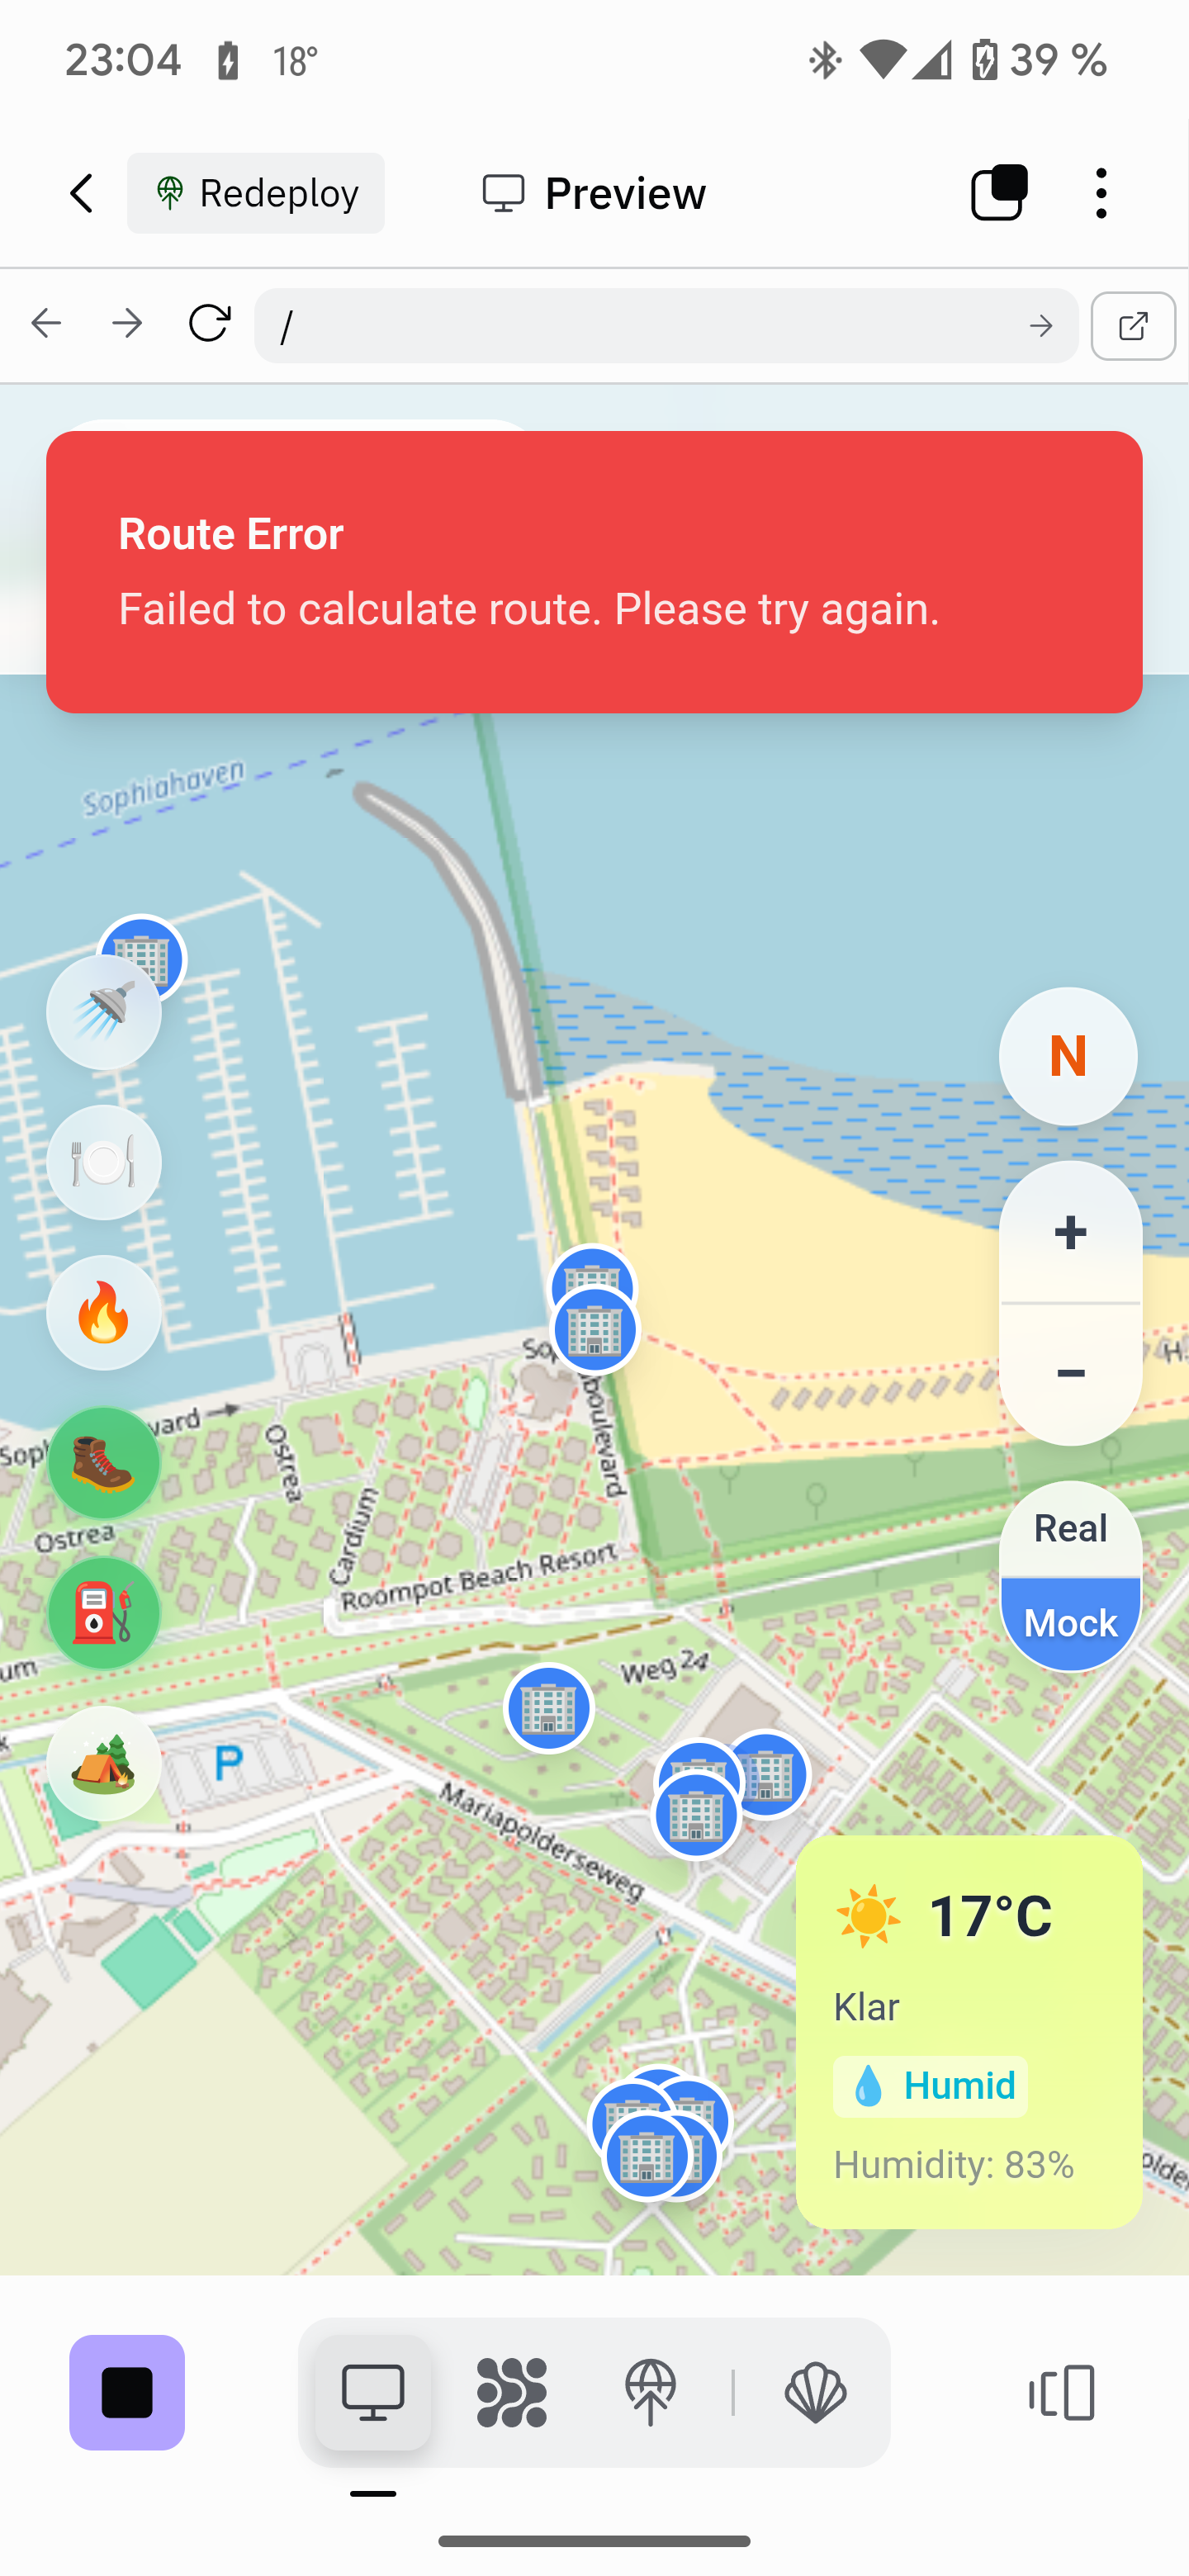 23:04 18° 39 %
Redeploy Preview
/
Route Error
Failed to calculate route. Please try again.
Sophiahaven
N
+
−
Ostrea
boulevard
Real
Ostrea
Cardium
Roompot Beach Resort
Mock
Weg 24
P
Mariapolderseweg
17°C
Klar
Humid
Humidity: 83%